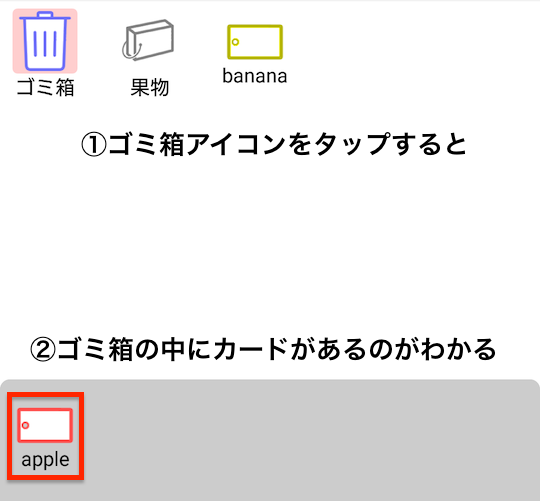 ゴミ箱
果物
banana
①ゴミ箱アイコンをタップすると
②ゴミ箱の中にカードがあるのがわかる
apple